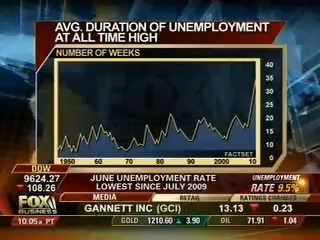 AVG. DURATION OF UNEMPLOYMENT
AT ALL TIME HIGH
NUMBER OF WEEKS
40
35
30
25
20
15
10
5
0
FOX
FACTSET
1950 60 70 80 90 2000 10
DOW
9624.27
108.26
JUNE UNEMPLOYMENT RATE
LOWEST SINCE JULY 2009
UNEMPLOYMENT
RATE 9.5%
MEDIA RETAIL RATINGS CHANGES
FOX
BUSINESS
GANNETT INC (GCI) 13.13 0.23
10:05a PT GOLD 1210.60 3.90 OIL 71.91 1.04